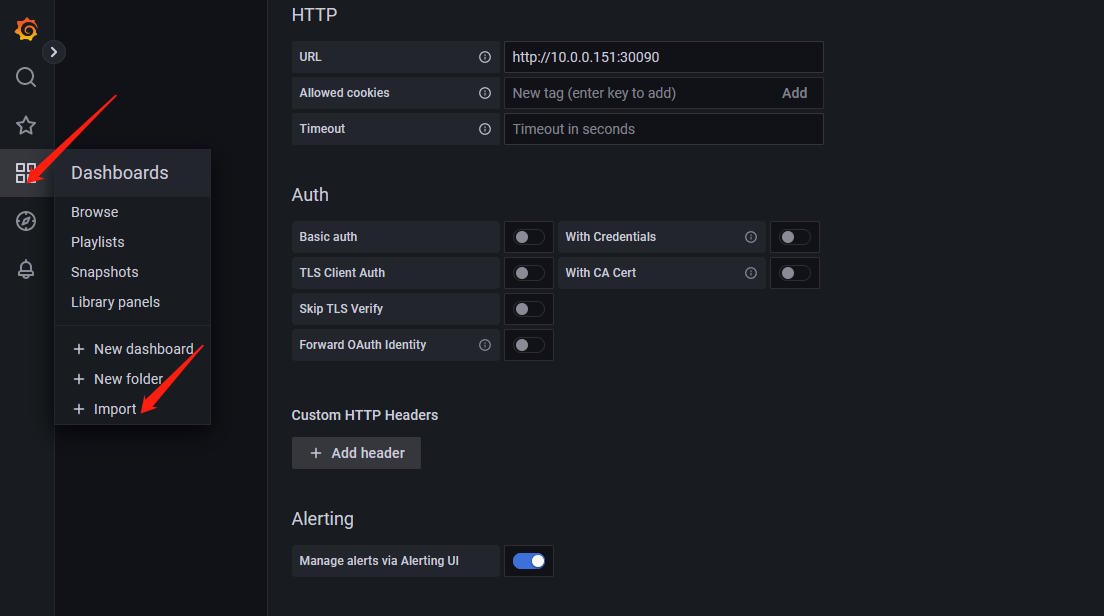 HTTP
URL
http://10.0.0.151:30090
Allowed cookies
New tag (enter key to add)
Add
Timeout
Timeout in seconds
Dashboards
Browse
Playlists
Snapshots
Library panels
New dashboard
New folder
Import
Auth
Basic auth
With Credentials
TLS Client Auth
With CA Cert
Skip TLS Verify
Forward OAuth Identity
Custom HTTP Headers
Add header
Alerting
Manage alerts via Alerting UI